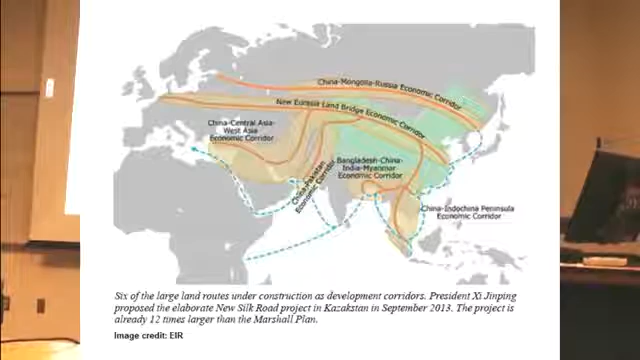 China-Mongolia-Russia Economic Corridor
New Eurasia Land Bridge Economic Corridor
China-Central Asia-
West Asia
Economic Corridor
China-Pakistan
Economic Corridor
Bangladesh-China-
India-Myanmar
Economic Corridor
China-Indochina Peninsula
Economic Corridor
Six of the large land routes under construction as development corridors. President Xi Jinping
proposed the elaborate New Silk Road project in Kazakstan in September 2013. The project is
already 12 times larger than the Marshall Plan.
Image credit: EIR